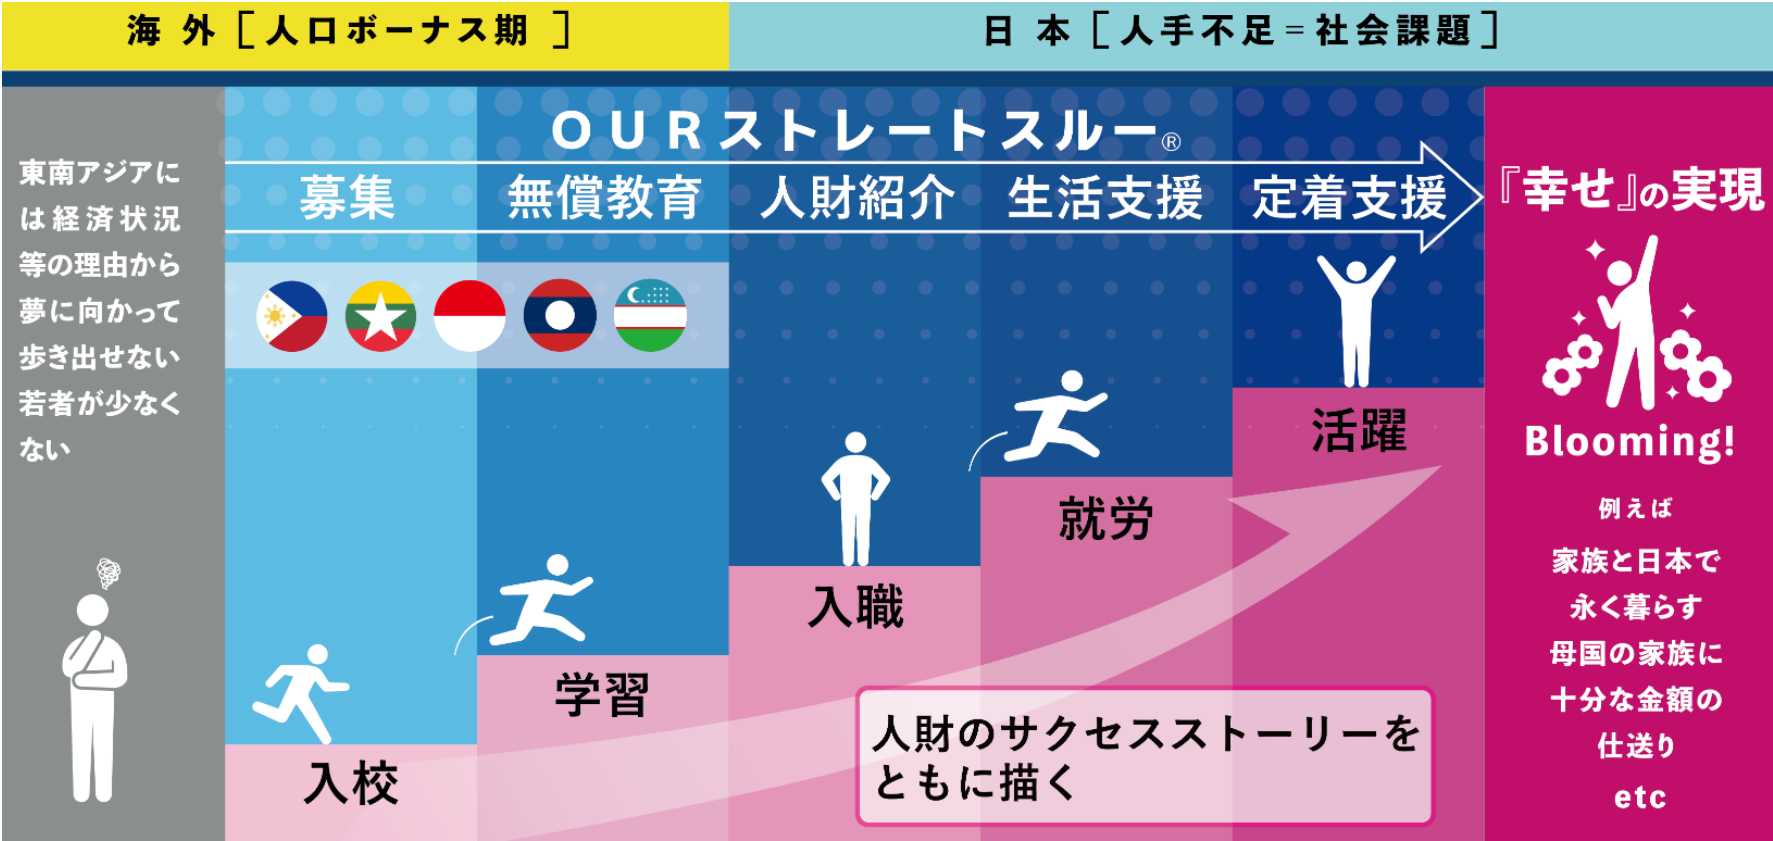 海外［人口ボーナス期 ］
日本［人手不足=社会課題］
東南アジアに
は経済状況
等の理由から
夢に向かって
歩き出せない
若者が少なく
ない
OURストレートスルー®
募集
無償教育
人財紹介
生活支援
定着支援
入校
学習
入職
就労
活躍
人財のサクセスストーリーを
ともに描く
『幸せ』の実現
Blooming!
例えば
家族と日本で
永く暮らす
母国の家族に
十分な金額の
仕送り
etc